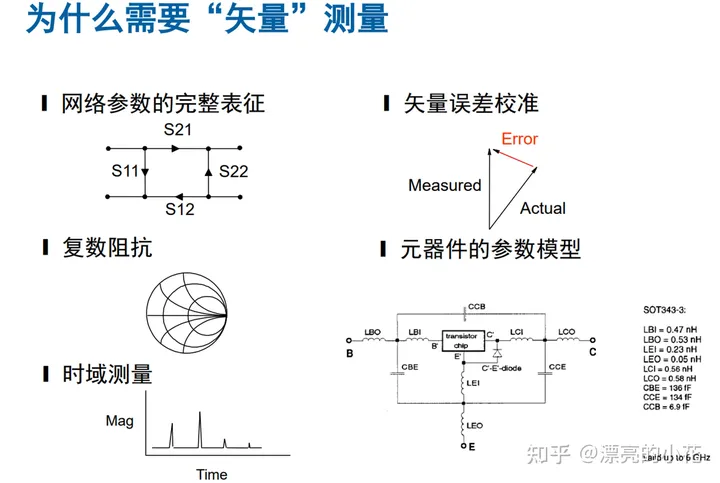 为什么需要“矢量”测量
网络参数的完整表征
S21
S11
S22
S12
矢量误差校准
Error
Measured
Actual
复数阻抗
元器件的参数模型
CCB
LBO
LBI
transistor
chip
C'
LCI
LCO
B
B'
E'
C
C'-E'-diode
CBE
CCE
LEI
LEO
E
SOT343-3:
LBI = 0.47 nH
LBO = 0.53 nH
LEI = 0.23 nH
LEO = 0.05 nH
LCI = 0.56 nH
LCO = 0.58 nH
CBE = 136 fF
CCE = 134 fF
CCB = 6.9 fF
时域测量
Mag
Time
知乎 @漂亮的小花
Valid up to 6 GHz